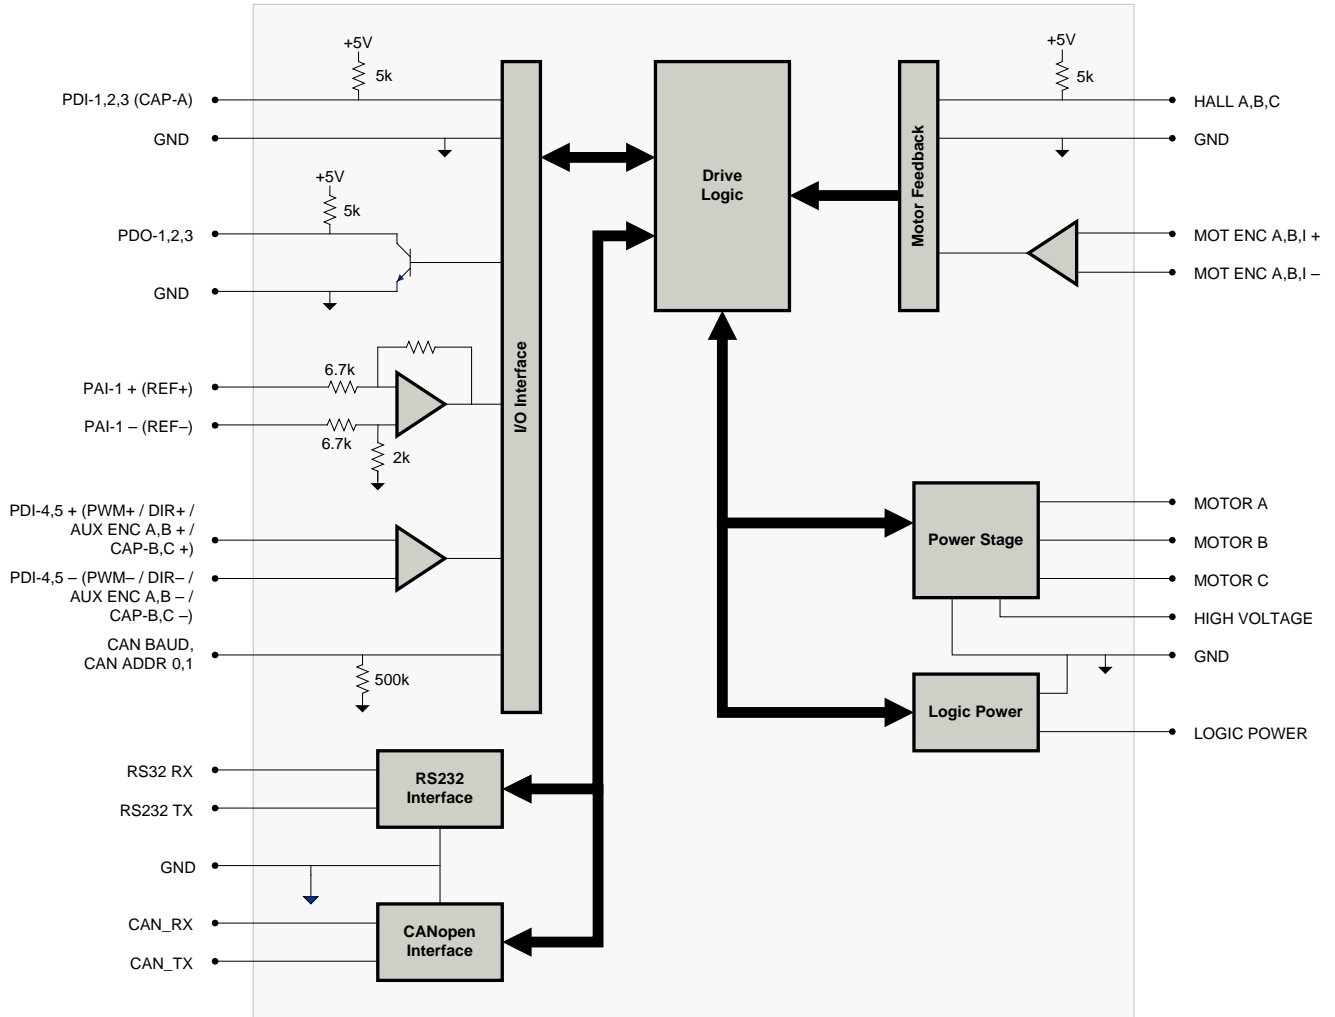 +5V
5k
PDI-1,2,3 (CAP-A)
GND
+5V
5k
PDO-1,2,3
GND
6.7k
PAI-1 + (REF+)
PAI-1 – (REF–)
6.7k
2k
PDI-4,5 + (PWM+ / DIR+ /
AUX ENC A,B + /
CAP-B,C +)
PDI-4,5 – (PWM– / DIR– /
AUX ENC A,B – /
CAP-B,C –)
CAN BAUD,
CAN ADDR 0,1
500k
I/O Interface
RS32 RX
RS232 TX
RS232
Interface
GND
CAN_RX
CAN_TX
CANopen
Interface
Drive
Logic
Motor Feedback
+5V
5k
HALL A,B,C
GND
MOT ENC A,B,I +
MOT ENC A,B,I –
Power Stage
MOTOR A
MOTOR B
MOTOR C
HIGH VOLTAGE
GND
Logic Power
LOGIC POWER